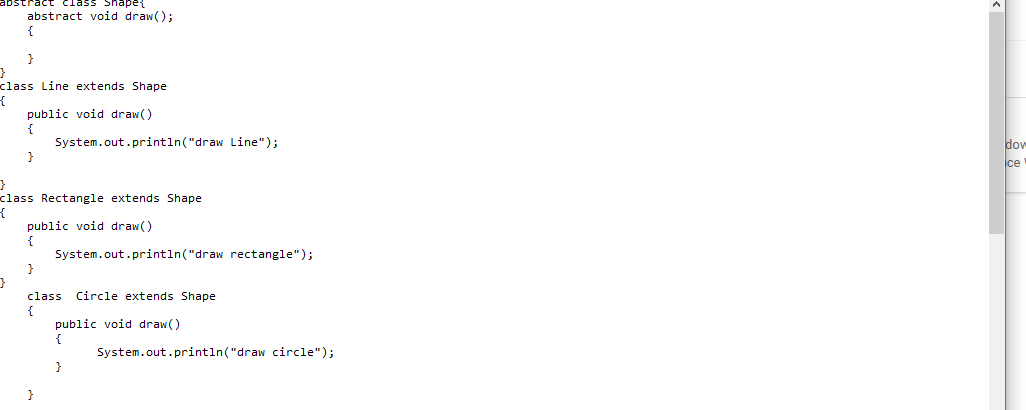 abstract class Shape{
    abstract void draw();
    {

    }
}
class Line extends Shape
{
    public void draw()
    {
        System.out.println("draw Line");
    }

}
class Rectangle extends Shape
{
    public void draw()
    {
        System.out.println("draw rectangle");
    }
}
    class  Circle extends Shape
    {
        public void draw()
        {
              System.out.println("draw circle");
        }

    }